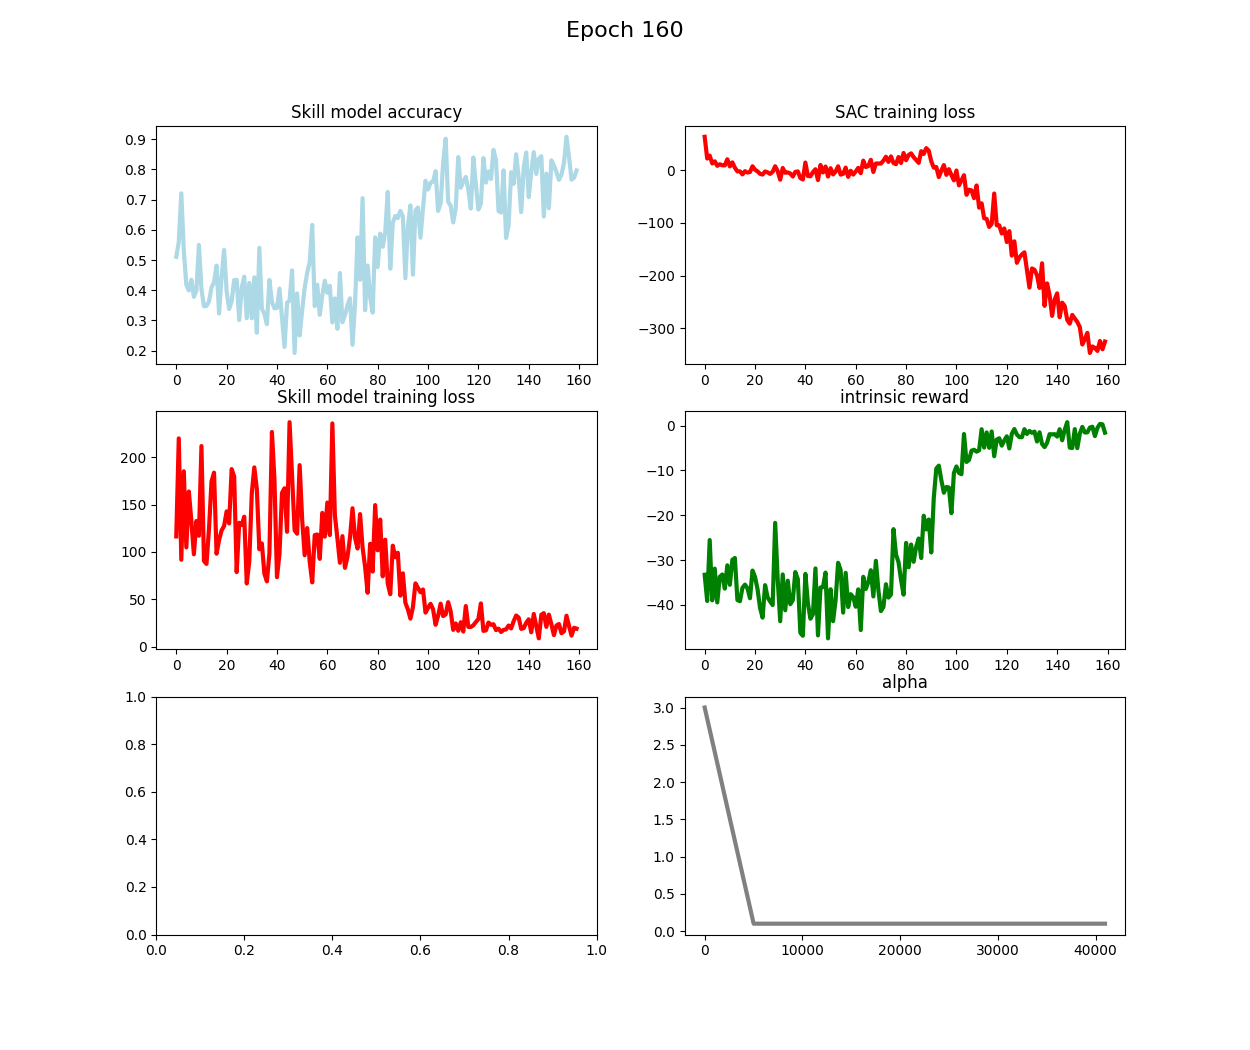 Epoch 160
Skill model accuracy
0.9
0.8
0.7
0.6
0.5
0.4
0.3
0.2
0 20 40 60 80 100 120 140 160
SAC training loss
0
−100
−200
−300
0 20 40 60 80 100 120 140 160
Skill model training loss
200
150
100
50
0
0 20 40 60 80 100 120 140 160
intrinsic reward
0
−10
−20
−30
−40
0 20 40 60 80 100 120 140 160
1.0
0.8
0.6
0.4
0.2
0.0
0.0 0.2 0.4 0.6 0.8 1.0
alpha
3.0
2.5
2.0
1.5
1.0
0.5
0.0
0 10000 20000 30000 40000